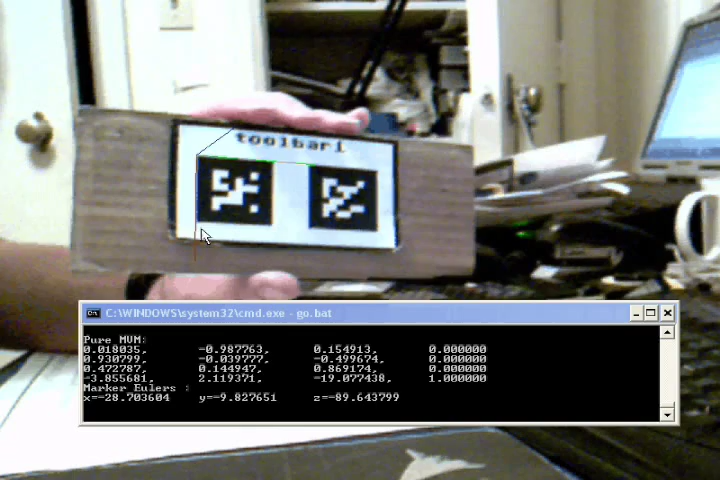 toolbar1
C:\WINDOWS\system32\cmd.exe - go.bat
Pure MUM:
0.018035, -0.987763, 0.154913, 0.000000
0.930799, -0.039777, -0.499674, 0.000000
0.472787, 0.144947, 0.869174, 0.000000
-3.855681, 2.119371, -19.077438, 1.000000
Marker Eulers :
x=-28.703604 y=-9.827651 z=-89.643799